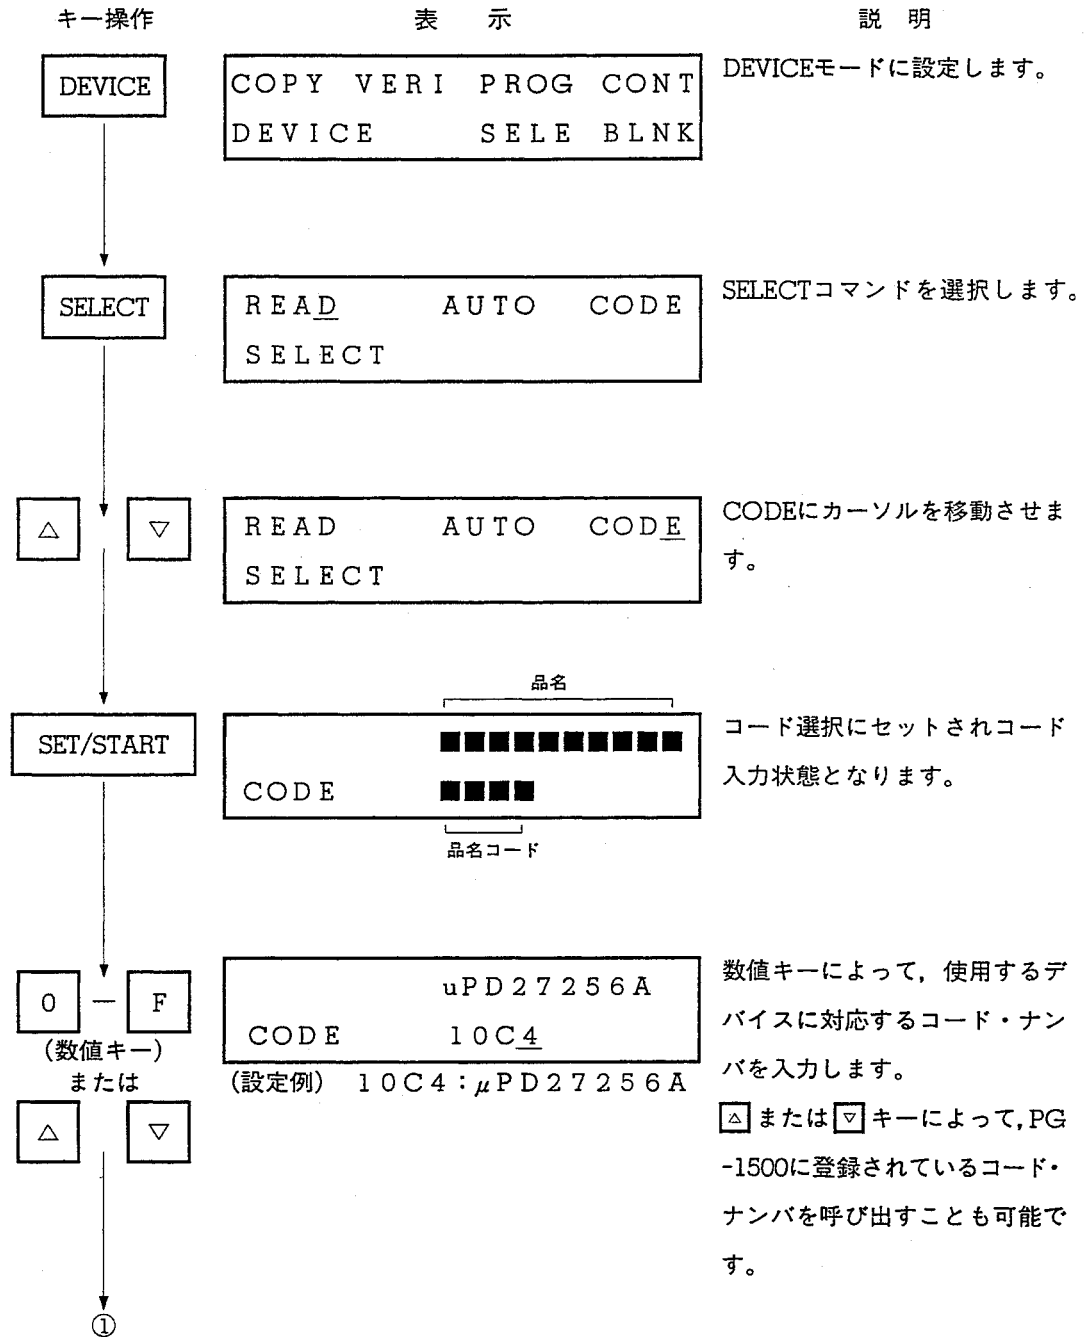 キー操作 表 示 説 明
DEVICE
COPY VERI PROG CONT
DEVICE SELE BLNK
DEVICEモードに設定します。
SELECT
READ AUTO CODE
SELECT
SELECTコマンドを選択します。
△ ▽
READ AUTO CODE
SELECT
CODEにカーソルを移動させま
す。
SET/START
品名
■■■■■■■■■■
CODE ■■■■
品名コード
コード選択にセットされコード
入力状態となります。
0 — F
(数値キー)
または
△ ▽
uPD27256A
CODE 10C4
(設定例) 10C4:μPD27256A
数値キーによって,使用するデ
バイスに対応するコード・ナン
バを入力します。
△または▽キーによって,PG
-1500に登録されているコード・
ナンバを呼び出すことも可能で
す。
①